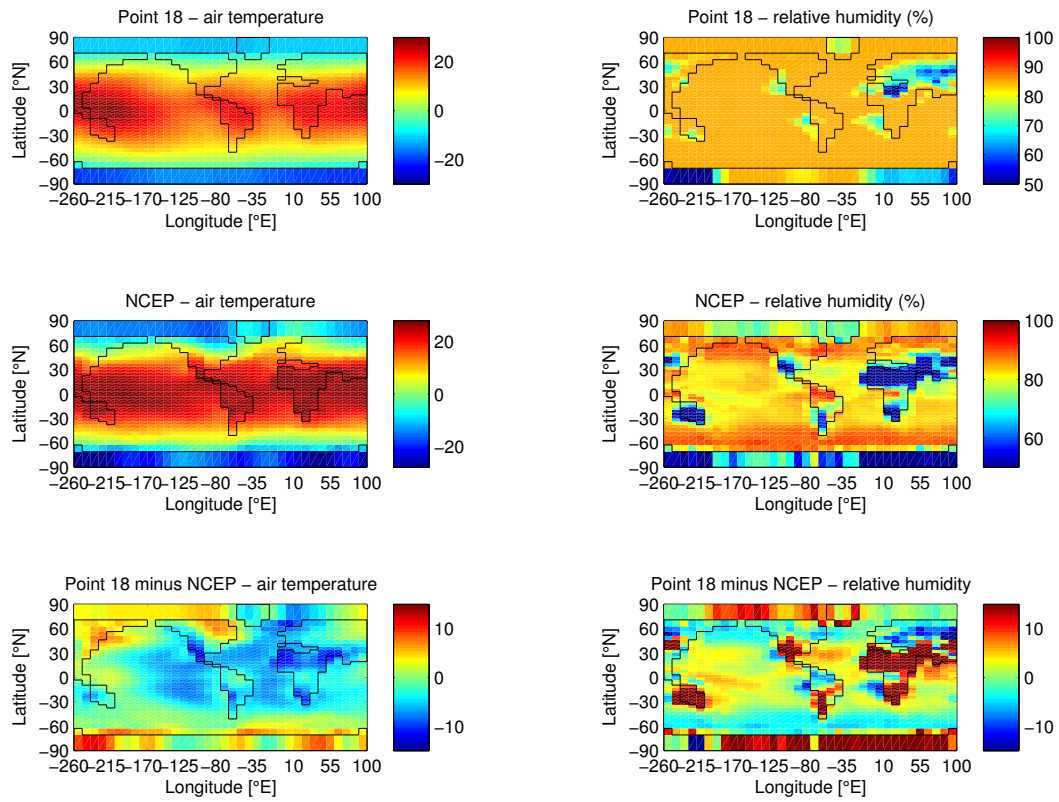 Point 18 − air temperature
90
60
30
0
−30
−60
−90
Latitude [°N]
−260−215−170−125−80 −35 10 55 100
Longitude [°E]
20
0
−20
Point 18 − relative humidity (%)
90
60
30
0
−30
−60
−90
Latitude [°N]
−260−215−170−125−80 −35 10 55 100
Longitude [°E]
100
90
80
70
60
50
NCEP − air temperature
90
60
30
0
−30
−60
−90
Latitude [°N]
−260−215−170−125−80 −35 10 55 100
Longitude [°E]
20
0
−20
NCEP − relative humidity (%)
90
60
30
0
−30
−60
−90
Latitude [°N]
−260−215−170−125−80 −35 10 55 100
Longitude [°E]
100
90
80
70
60
Point 18 minus NCEP − air temperature
90
60
30
0
−30
−60
−90
Latitude [°N]
−260−215−170−125−80 −35 10 55 100
Longitude [°E]
10
0
−10
Point 18 minus NCEP − relative humidity
90
60
30
0
−30
−60
−90
Latitude [°N]
−260−215−170−125−80 −35 10 55 100
Longitude [°E]
10
0
−10